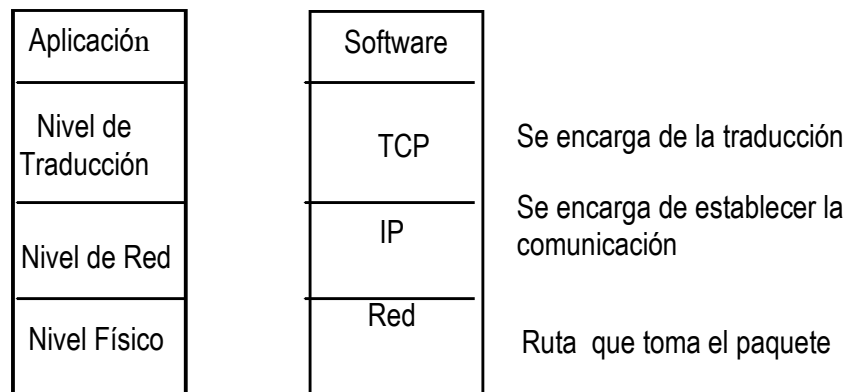 Aplicación
Nivel de
Traducción
Nivel de Red
Nivel Físico
Software
TCP
IP
Red
Se encarga de la traducción
Se encarga de establecer la
comunicación
Ruta que toma el paquete